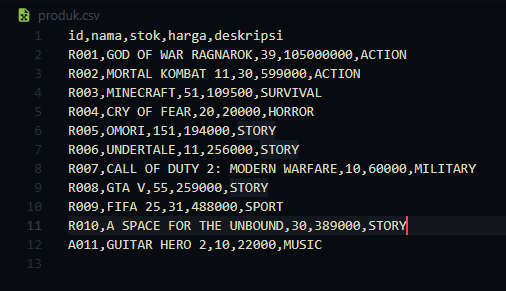 produk.csv
1 id,nama,stok,harga,deskripsi
2 R001,GOD OF WAR RAGNAROK,39,105000000,ACTION
3 R002,MORTAL KOMBAT 11,30,599000,ACTION
4 R003,MINECRAFT,51,109500,SURVIVAL
5 R004,CRY OF FEAR,20,20000,HORROR
6 R005,OMORI,151,194000,STORY
7 R006,UNDERTALE,11,256000,STORY
8 R007,CALL OF DUTY 2: MODERN WARFARE,10,60000,MILITARY
9 R008,GTA V,55,259000,STORY
10 R009,FIFA 25,31,488000,SPORT
11 R010,A SPACE FOR THE UNBOUND,30,389000,STORY
12 A011,GUITAR HERO 2,10,22000,MUSIC
13